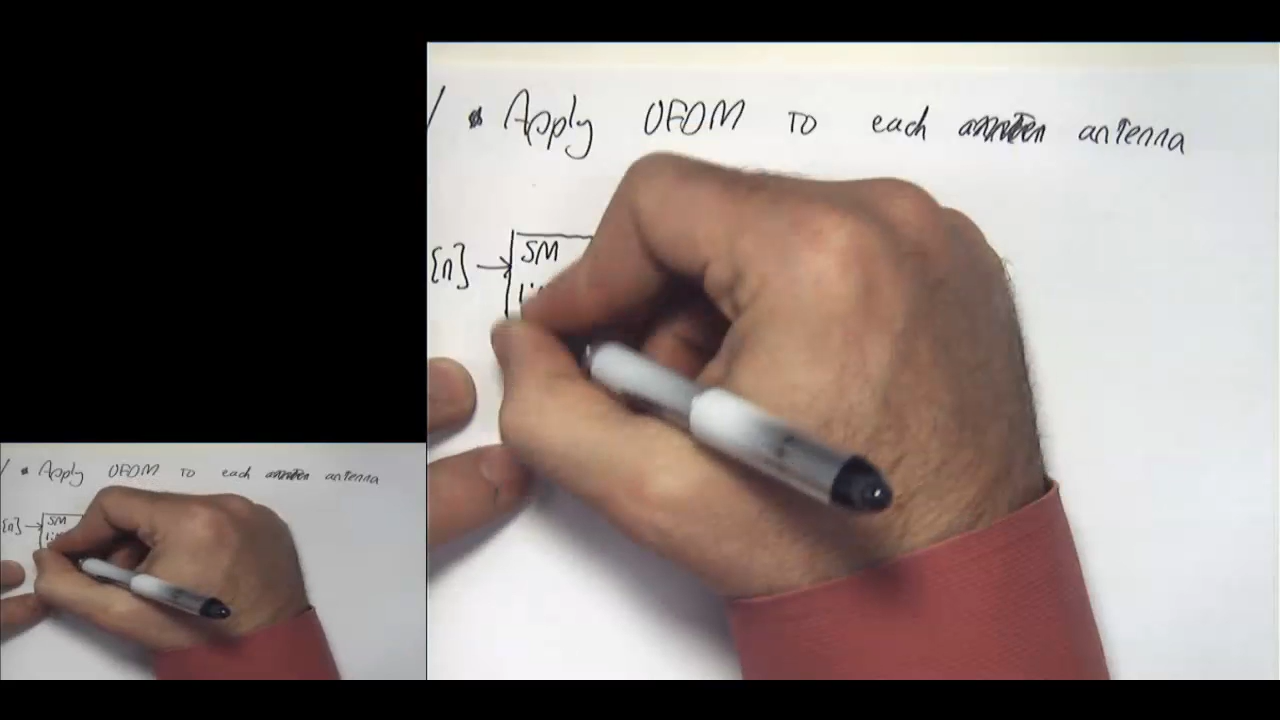 • Apply OFDM TO each antenna
[n] → SM